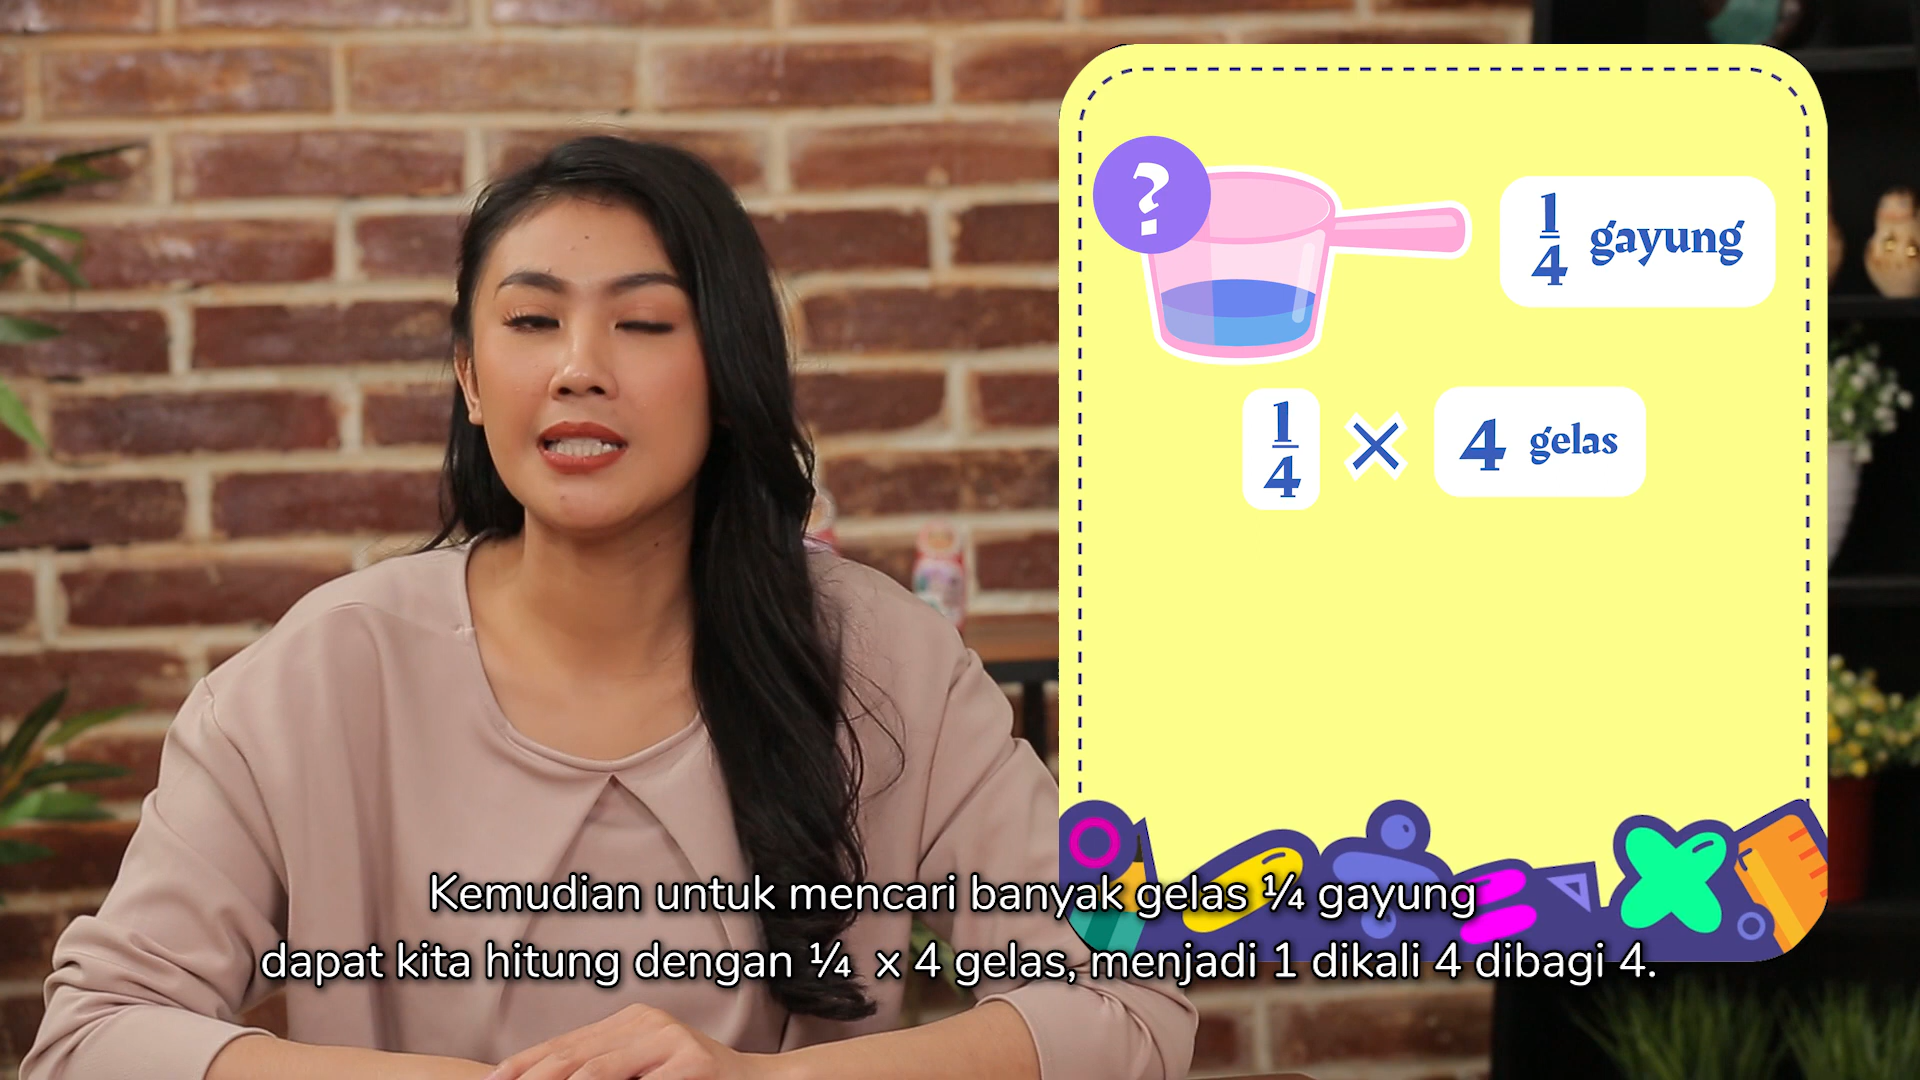 ?
1/4 gayung
1/4 × 4 gelas
Kemudian untuk mencari banyak gelas ¼ gayung
dapat kita hitung dengan ¼ x 4 gelas, menjadi 1 dikali 4 dibagi 4.